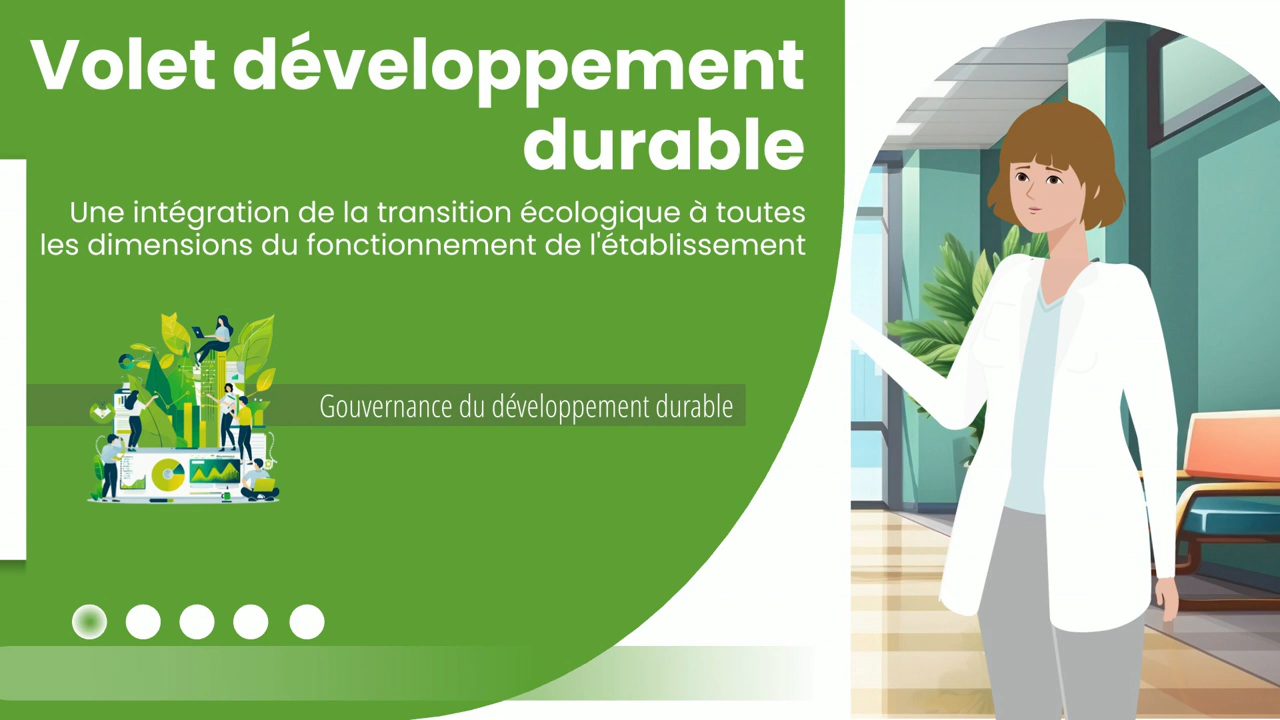 Volet développement
durable
Une intégration de la transition écologique à toutes
les dimensions du fonctionnement de l'établissement
Gouvernance du développement durable